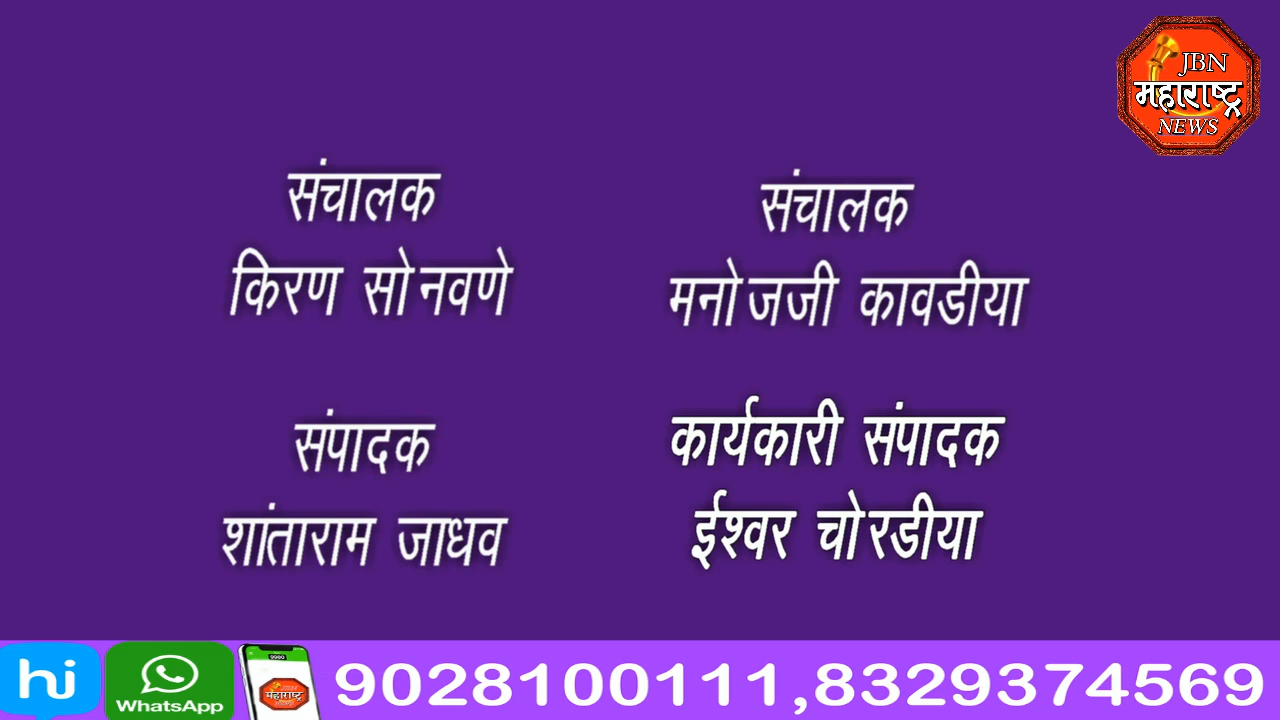 JBN
महाराष्ट्र
NEWS
संचालक
किरण सोनवणे
संचालक
मनोजजी कावडीया
संपादक
शांताराम जाधव
कार्यकारी संपादक
ईश्वर चोरडीया
hi
WhatsApp
महाराष्ट्र
9028100111,8329374569